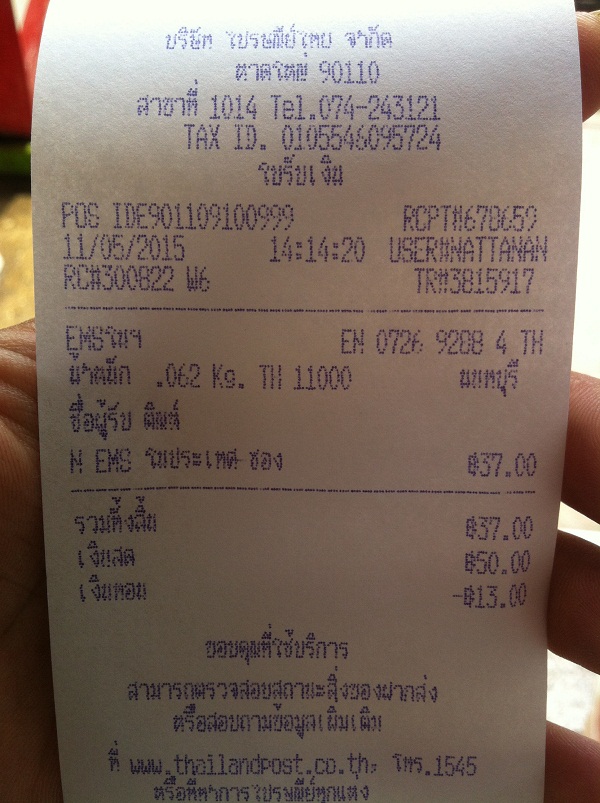 บริษัท ไปรษณีย์ไทย จำกัด
หาดใหญ่ 90110
สาขาที่ 1014 Tel.074-243121
TAX ID. 0105546095724
ใบรับเงิน
POS IDE901109100999 RCPT#678659
11/05/2015 14:14:20 USER#NATTANAN
RC#300822 W6 TR#3815917
EMSในฯ EN 0726 9288 4 TH
น้ำหนัก .062 Kg. TH 11000 นนทบุรี
ชื่อผู้รับ พิมพ์
N EMS ในประเทศ ซอง ฿37.00
รวมทั้งสิ้น ฿37.00
เงินสด ฿50.00
เงินทอน -฿13.00
ขอบคุณที่ใช้บริการ
สามารถตรวจสอบสถานะสิ่งของฝากส่ง
หรือสอบถามข้อมูลเพิ่มเติม
ที่ www.thailandpost.co.th, โทร.1545
หรือที่ทำการไปรษณีย์ทุกแห่ง